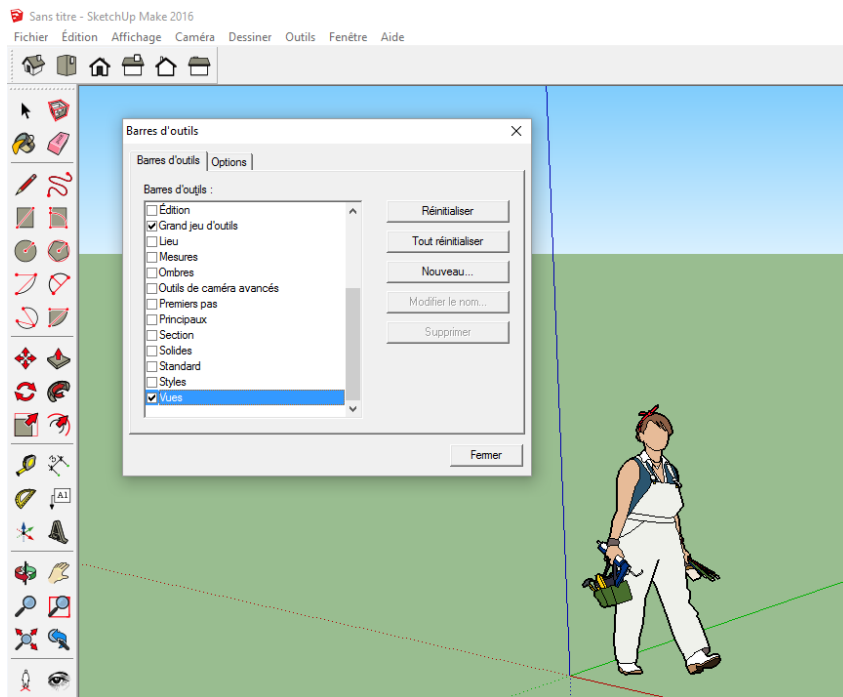 Sans titre - SketchUp Make 2016
Fichier Édition Affichage Caméra Dessiner Outils Fenêtre Aide
Barres d'outils
Barres d'outils Options
Barres d'outils :
Édition
Grand jeu d'outils
Lieu
Mesures
Ombres
Outils de caméra avancés
Premiers pas
Principaux
Section
Solides
Standard
Styles
Vues
Réinitialiser
Tout réinitialiser
Nouveau...
Modifier le nom...
Supprimer
Fermer
A1